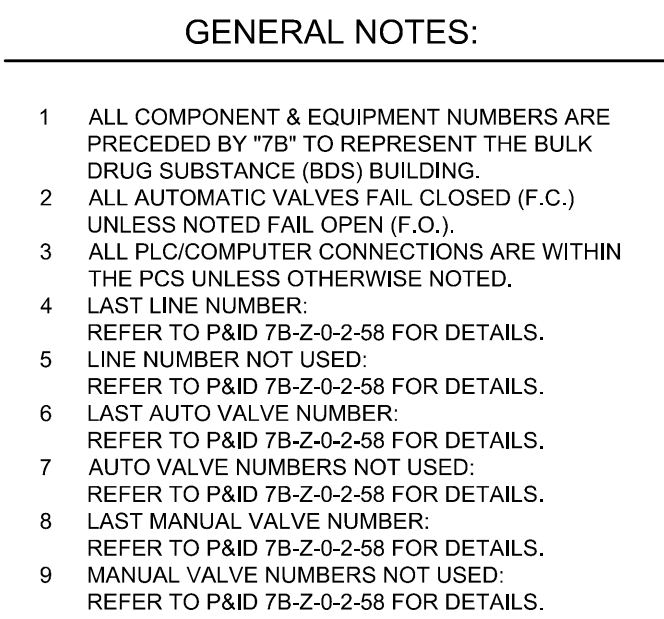 GENERAL NOTES:
1 ALL COMPONENT & EQUIPMENT NUMBERS ARE
PRECEDED BY "7B" TO REPRESENT THE BULK
DRUG SUBSTANCE (BDS) BUILDING.
2 ALL AUTOMATIC VALVES FAIL CLOSED (F.C.)
UNLESS NOTED FAIL OPEN (F.O.).
3 ALL PLC/COMPUTER CONNECTIONS ARE WITHIN
THE PCS UNLESS OTHERWISE NOTED.
4 LAST LINE NUMBER:
REFER TO P&ID 7B-Z-0-2-58 FOR DETAILS.
5 LINE NUMBER NOT USED:
REFER TO P&ID 7B-Z-0-2-58 FOR DETAILS.
6 LAST AUTO VALVE NUMBER:
REFER TO P&ID 7B-Z-0-2-58 FOR DETAILS.
7 AUTO VALVE NUMBERS NOT USED:
REFER TO P&ID 7B-Z-0-2-58 FOR DETAILS.
8 LAST MANUAL VALVE NUMBER:
REFER TO P&ID 7B-Z-0-2-58 FOR DETAILS.
9 MANUAL VALVE NUMBERS NOT USED:
REFER TO P&ID 7B-Z-0-2-58 FOR DETAILS.